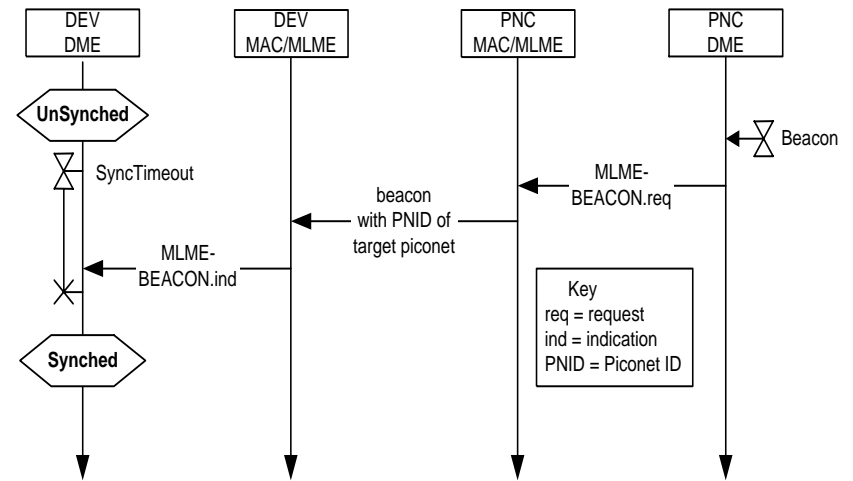 DEV
DME
DEV
MAC/MLME
PNC
MAC/MLME
PNC
DME
UnSynched
Beacon
SyncTimeout
MLME-
BEACON.req
beacon
with PNID of
target piconet
MLME-
BEACON.ind
Key
req = request
ind = indication
PNID = Piconet ID
Synched